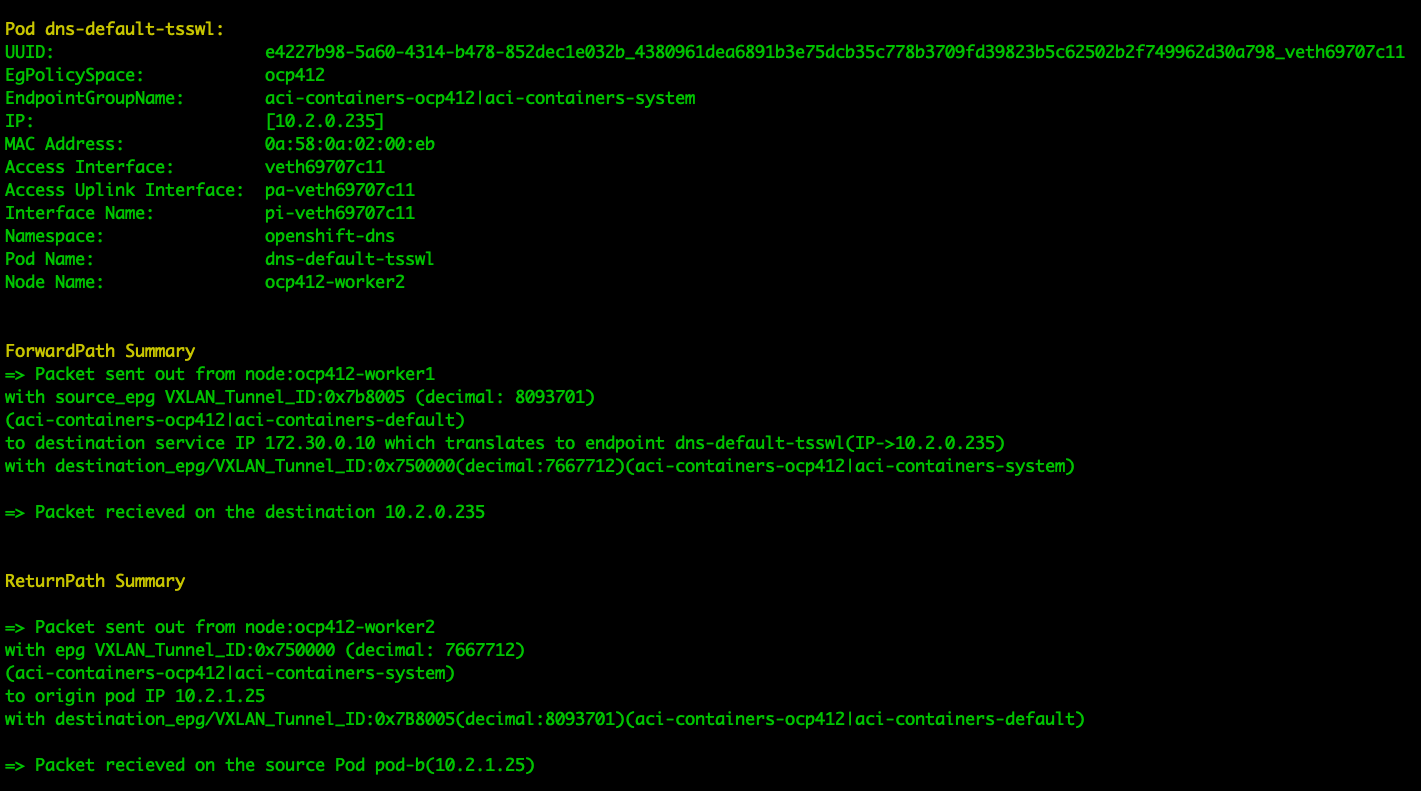 Pod dns-default-tsswl:
UUID: e4227b98-5a60-4314-b478-852dec1e032b_4380961dea6891b3e75dcb35c778b3709fd39823b5c62502b2f749962d30a798_veth69707c11
EgPolicySpace: ocp412
EndpointGroupName: aci-containers-ocp412|aci-containers-system
IP: [10.2.0.235]
MAC Address: 0a:58:0a:02:00:eb
Access Interface: veth69707c11
Access Uplink Interface: pa-veth69707c11
Interface Name: pi-veth69707c11
Namespace: openshift-dns
Pod Name: dns-default-tsswl
Node Name: ocp412-worker2
ForwardPath Summary
=> Packet sent out from node:ocp412-worker1
with source_epg VXLAN_Tunnel_ID:0x7b8005 (decimal: 8093701)
(aci-containers-ocp412|aci-containers-default)
to destination service IP 172.30.0.10 which translates to endpoint dns-default-tsswl(IP->10.2.0.235)
with destination_epg/VXLAN_Tunnel_ID:0x750000(decimal:7667712)(aci-containers-ocp412|aci-containers-system)
=> Packet recieved on the destination 10.2.0.235
ReturnPath Summary
=> Packet sent out from node:ocp412-worker2
with epg VXLAN_Tunnel_ID:0x750000 (decimal: 7667712)
(aci-containers-ocp412|aci-containers-system)
to origin pod IP 10.2.1.25
with destination_epg/VXLAN_Tunnel_ID:0x7B8005(decimal:8093701)(aci-containers-ocp412|aci-containers-default)
=> Packet recieved on the source Pod pod-b(10.2.1.25)